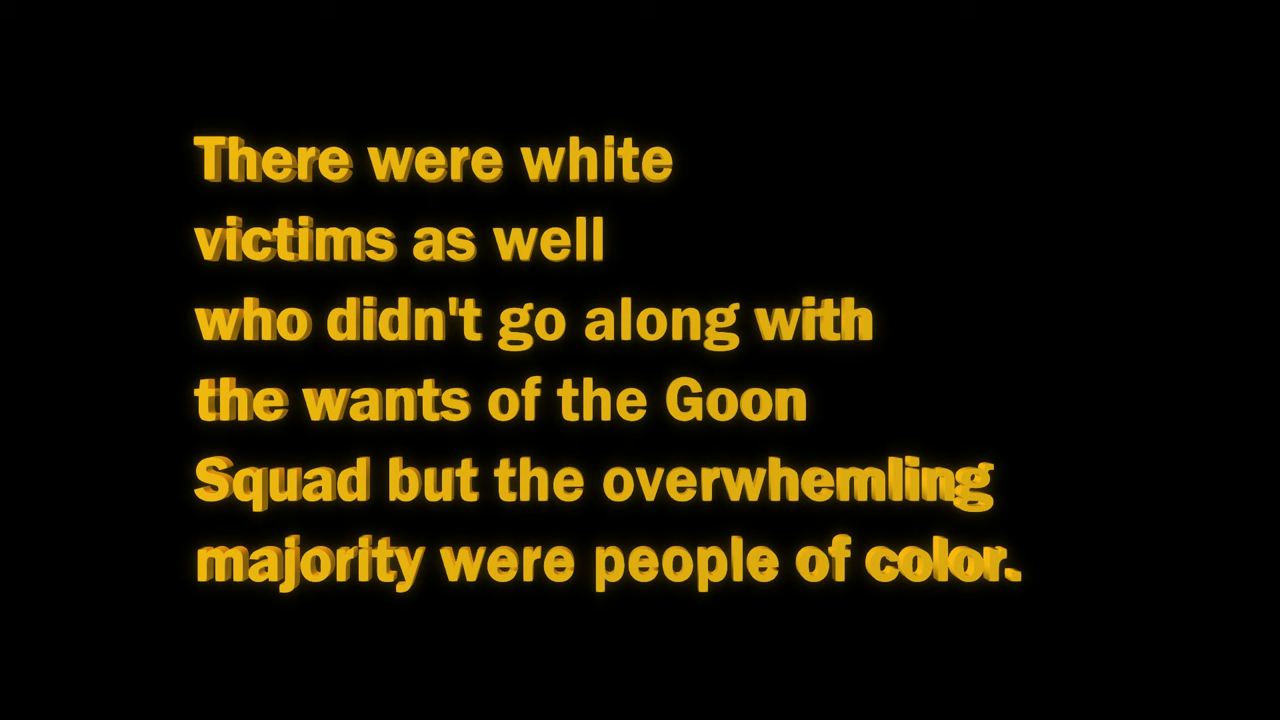 There were white
victims as well
who didn't go along with
the wants of the Goon
Squad but the overwhemling
majority were people of color.